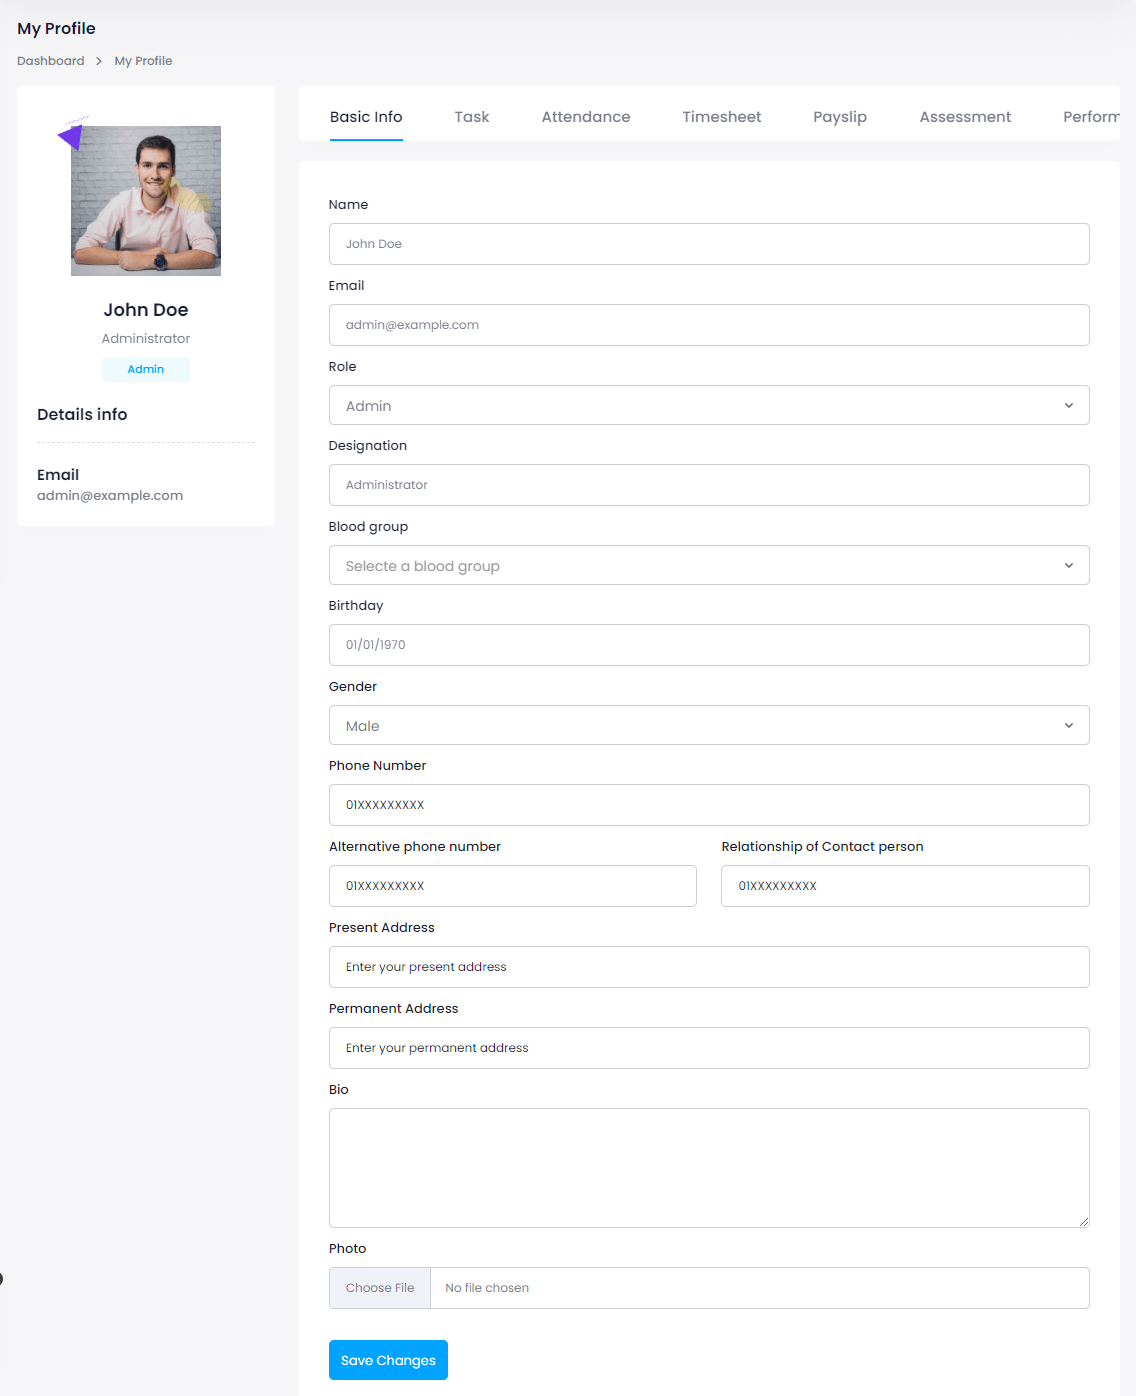 My Profile
Dashboard > My Profile
John Doe
Administrator
Admin
Details info
Email
admin@example.com
Basic Info Task Attendance Timesheet Payslip Assessment Perform
Name
John Doe
Email
admin@example.com
Role
Admin
Designation
Administrator
Blood group
Selecte a blood group
Birthday
01/01/1970
Gender
Male
Phone Number
01XXXXXXXXX
Alternative phone number Relationship of Contact person
01XXXXXXXXX 01XXXXXXXXX
Present Address
Enter your present address
Permanent Address
Enter your permanent address
Bio
Photo
Choose File No file chosen
Save Changes